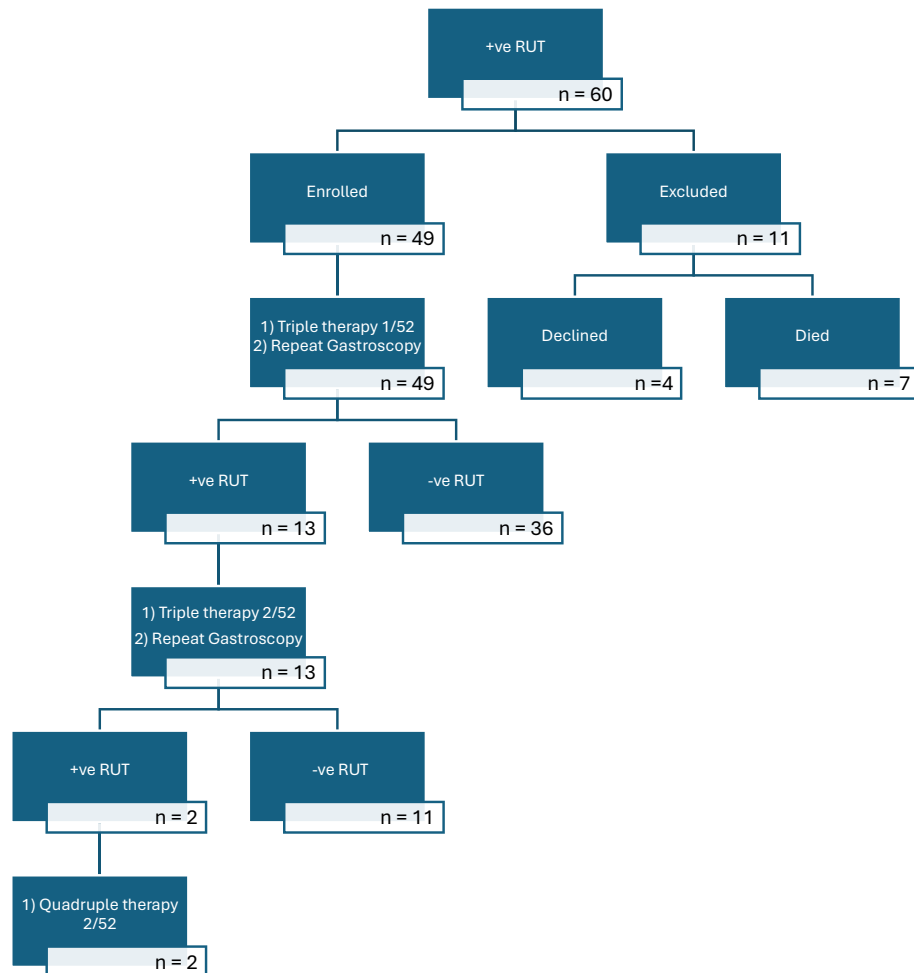 +ve RUT
n = 60
Enrolled
n = 49
Excluded
n = 11
1) Triple therapy 1/52
2) Repeat Gastroscopy
n = 49
Declined
n =4
Died
n = 7
+ve RUT
n = 13
-ve RUT
n = 36
1) Triple therapy 2/52
2) Repeat Gastroscopy
n = 13
+ve RUT
n = 2
-ve RUT
n = 11
1) Quadruple therapy
2/52
n = 2